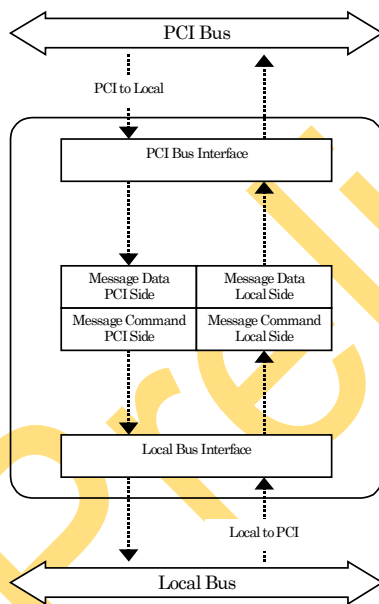 PCI Bus
PCI to Local
PCI Bus Interface
Message Data
PCI Side
Message Data
Local Side
Message Command
PCI Side
Message Command
Local Side
Local Bus Interface
Local to PCI
Local Bus